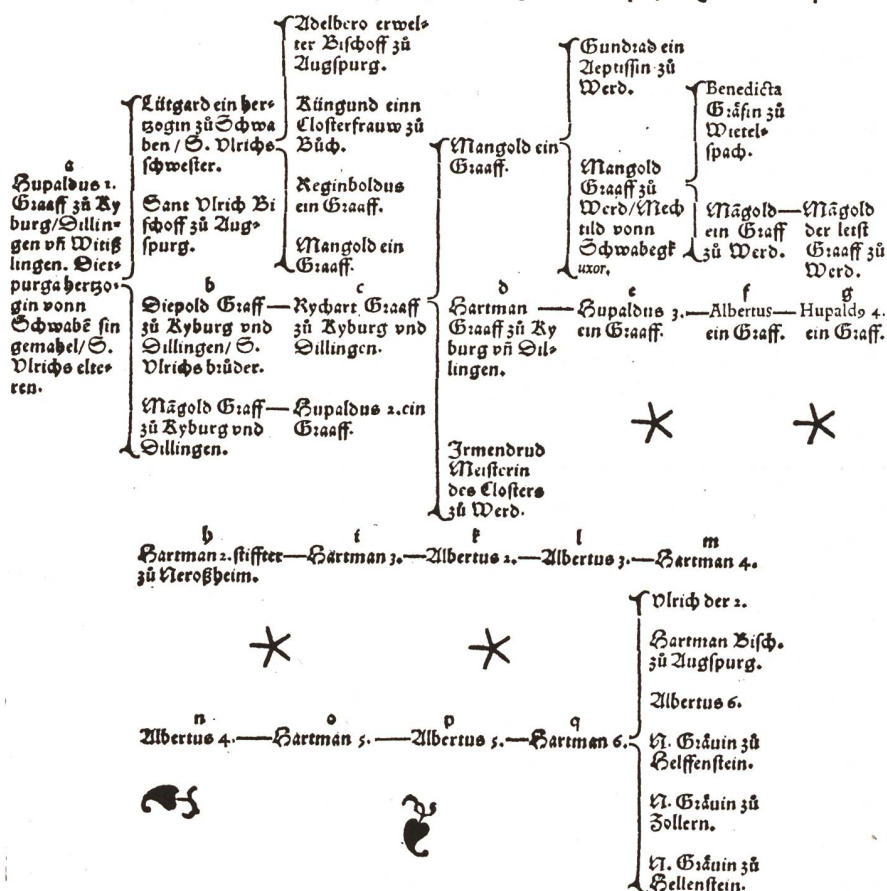 a
Hupaldus 1.
Graaff zů Ky
burg/Dillin⸗
gen vñ Witiß
lingen. Diet⸗
purga hertzo⸗
gin vonn
Schwabē sin
gemahel/S.
Vlrichs elte⸗
ren.
Lütgard ein her⸗
tzogin zů Schwa
ben / S. Vlrichs
schwester.
Sant Vlrich Bi
schoff zů Aug⸗
spurg.
b
Diepold Graff
zů Kyburg vnd
Dillingen/ S.
Vlrichs brůder.
Mãgold Graff
zů Kyburg vnd
Dillingen.
Adelbero erwel⸗
ter Bischoff zů
Augspurg.
Küngund einn
Closterfrauw zů
Bůch.
Reginboldus
ein Graaff.
Mangold ein
Graaff.
c
Rychart Graaff
zů Kyburg vnd
Dillingen.
Hupaldus 2.ein
Graaff.
Mangold ein
Graaff.
d
Hartman
Graaff zů Ky
burg vñ Dil⸗
lingen.
Irmendrud
Meisterin
des Closters
zů Werd.
Gundrad ein
Aeptissin zů
Werd.
Mangold
Graaff zů
Werd/Mech
tild vonn
Schwabegk
uxor.
e
Hupaldus 3.
ein Graaff.
Benedicta
Gräfin zů
Wietels⸗
pach.
Mãgold
ein Graff
zů Werd.
f
Albertus
ein Graff.
Mãgold
der letst
Graaff zů
Werd.
g
Hupald9 4.
ein Graff.
h
Hartman 2.stiffter
zů Neroßheim.
i
Hartman 3.
k
Albertus 2.
l
Albertus 3.
m
Hartman 4.
n
Albertus 4.
o
Hartman 5.
p
Albertus 5.
q
Hartman 6.
Vlrich der 2.
Hartman Bisch.
zů Augspurg.
Albertus 6.
N. Gräuin zů
Helffenstein.
N. Gräuin zů
Zollern.
N. Gräuin zů
Hellenstein.